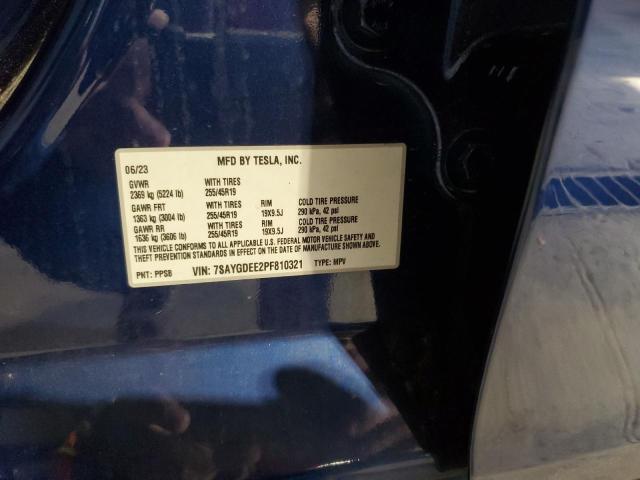 06/23 MFD BY TESLA, INC.
GVWR WITH TIRES
2369 kg (5224 lb) 255/45R19
GAWR FRT WITH TIRES RIM COLD TIRE PRESSURE
1363 kg (3004 lb) 255/45R19 19X9.5J 290 kPa, 42 psi
GAWR RR WITH TIRES RIM COLD TIRE PRESSURE
1636 kg (3606 lb) 255/45R19 19X9.5J 290 kPa, 42 psi
THIS VEHICLE CONFORMS TO ALL APPLICABLE U.S. FEDERAL MOTOR VEHICLE SAFETY AND
THEFT PREVENTION STANDARDS IN EFFECT ON THE DATE OF MANUFACTURE SHOWN ABOVE.
PNT: PPSB VIN: 7SAYGDEE2PF810321 TYPE: MPV